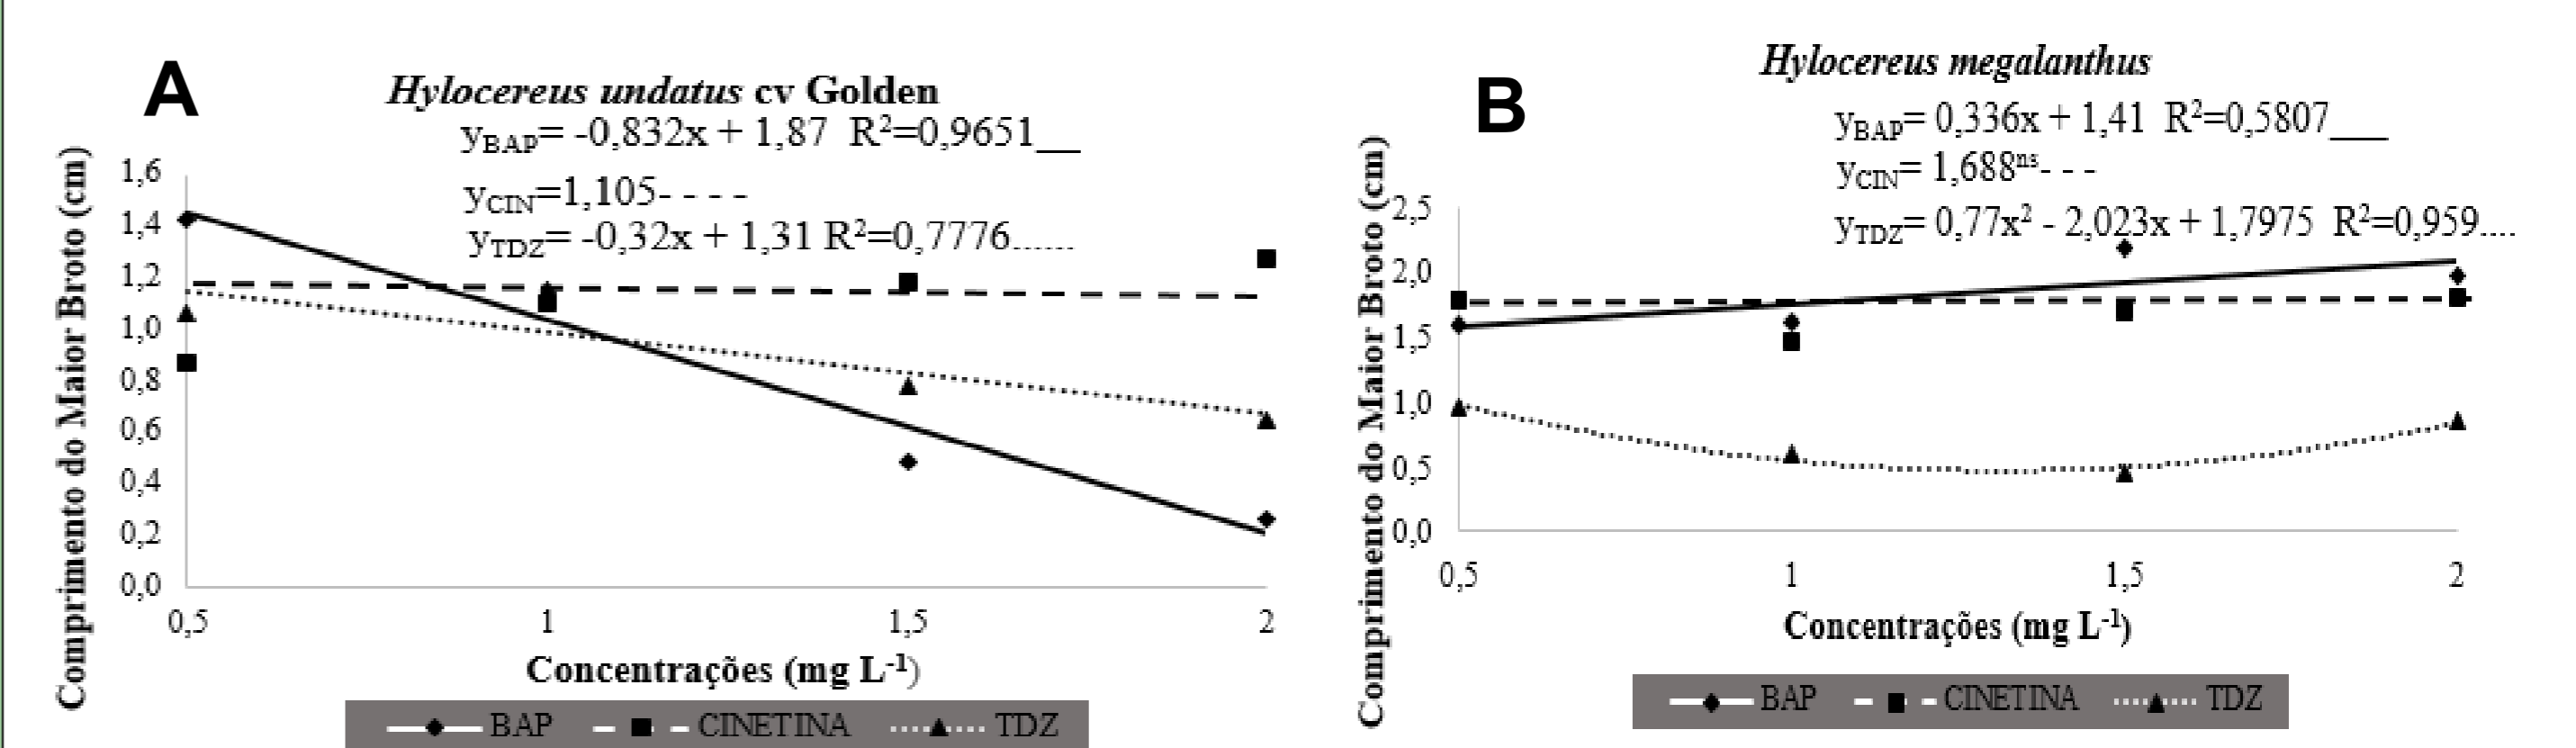 A
Hylocereus undatus cv Golden
yBAP= -0,832x + 1,87 R²=0,9651__
yCIN=1,105- - - -
yTDZ= -0,32x + 1,31 R²=0,7776......
Comprimento do Maior Broto (cm)
1,6
1,4
1,2
1,0
0,8
0,6
0,4
0,2
0,0
0,5 1 1,5 2
Concentrações (mg L⁻¹)
BAP CINETINA TDZ
B
Hylocereus megalanthus
yBAP= 0,336x + 1,41 R²=0,5807___
yCIN= 1,688ⁿˢ- - -
yTDZ= 0,77x² - 2,023x + 1,7975 R²=0,959....
Comprimento do Maior Broto (cm)
2,5
2,0
1,5
1,0
0,5
0,0
0,5 1 1,5 2
Concentrações (mg L⁻¹)
BAP CINETINA TDZ